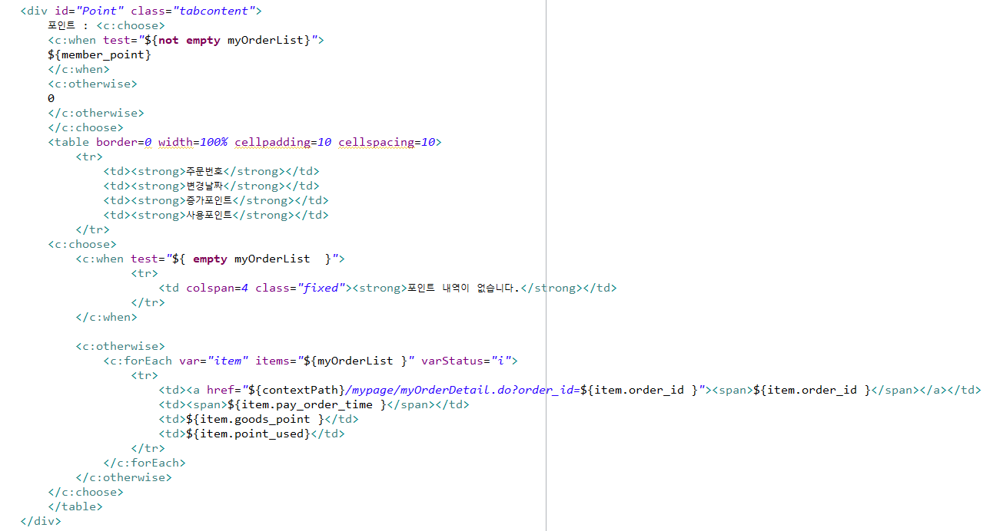 <div id="Point" class="tabcontent">
포인트 : <c:choose>
<c:when test="${not empty myOrderList}">
${member_point}
</c:when>
<c:otherwise>
0
</c:otherwise>
</c:choose>
<table border=0 width=100% cellpadding=10 cellspacing=10>
<tr>
<td><strong>주문번호</strong></td>
<td><strong>변경날짜</strong></td>
<td><strong>증가포인트</strong></td>
<td><strong>사용포인트</strong></td>
</tr>
<c:choose>
<c:when test="${ empty myOrderList  }">
<tr>
<td colspan=4 class="fixed"><strong>포인트 내역이 없습니다.</strong></td>
</tr>
</c:when>
<c:otherwise>
<c:forEach var="item" items="${myOrderList }" varStatus="i">
<tr>
<td><a href="${contextPath}/mypage/myOrderDetail.do?order_id=${item.order_id }"><span>${item.order_id }</span></a></td>
<td><span>${item.pay_order_time }</span></td>
<td>${item.goods_point }</td>
<td>${item.point_used}</td>
</tr>
</c:forEach>
</c:otherwise>
</c:choose>
</table>
</div>